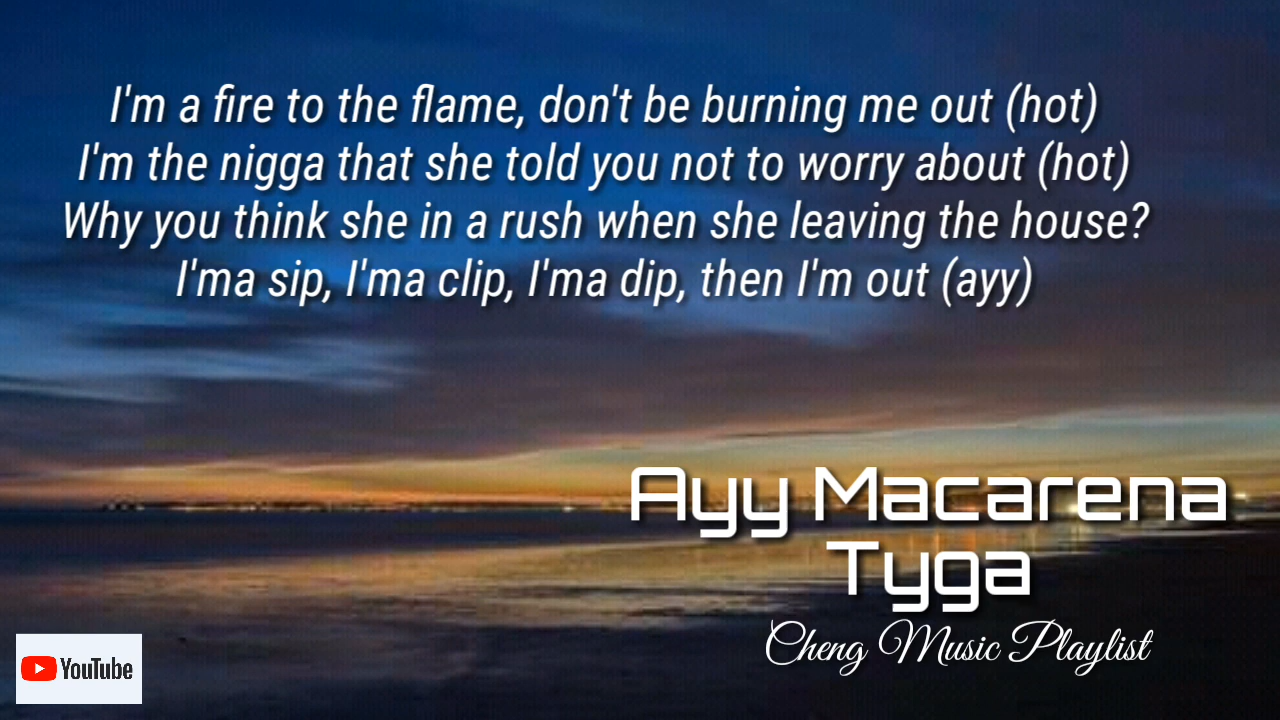 I'm a fire to the flame, don't be burning me out (hot)
I'm the nigga that she told you not to worry about (hot)
Why you think she in a rush when she leaving the house?
I'ma sip, I'ma clip, I'ma dip, then I'm out (ayy)
Ayy Macarena
Tyga
Cheng Music Playlist
YouTube